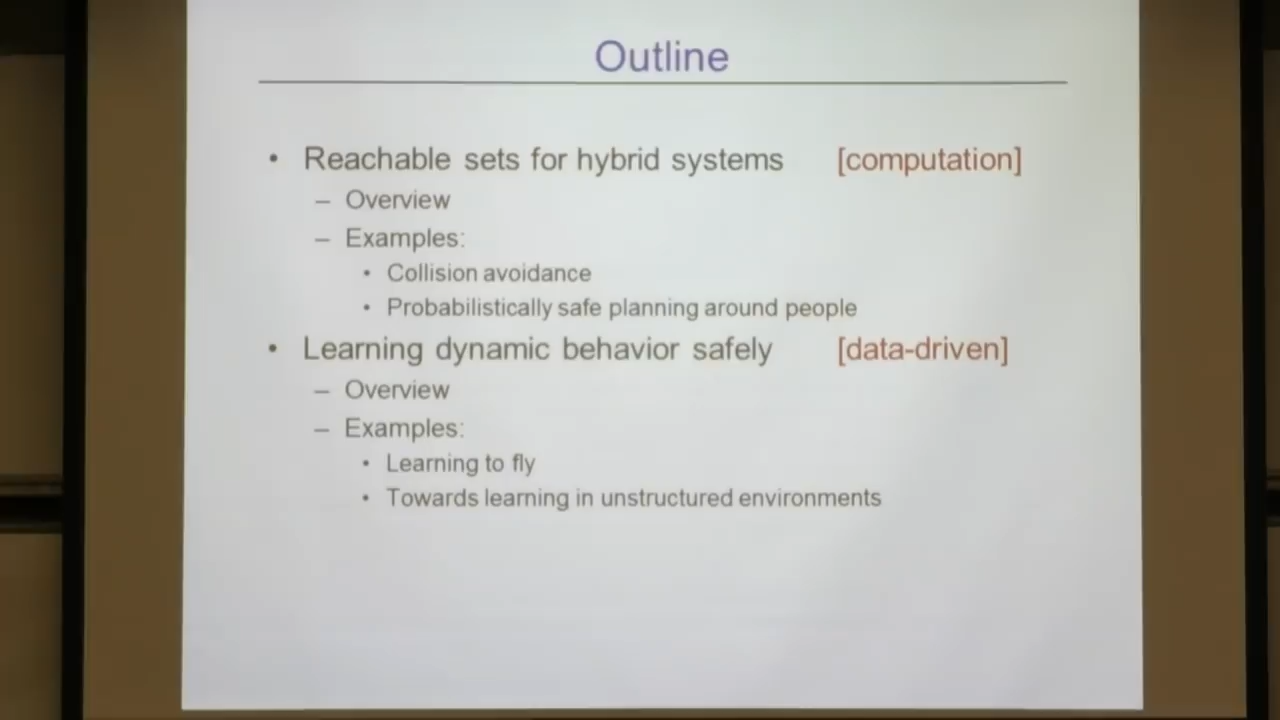 Outline
• Reachable sets for hybrid systems [computation]
– Overview
– Examples:
• Collision avoidance
• Probabilistically safe planning around people
• Learning dynamic behavior safely [data-driven]
– Overview
– Examples:
• Learning to fly
• Towards learning in unstructured environments